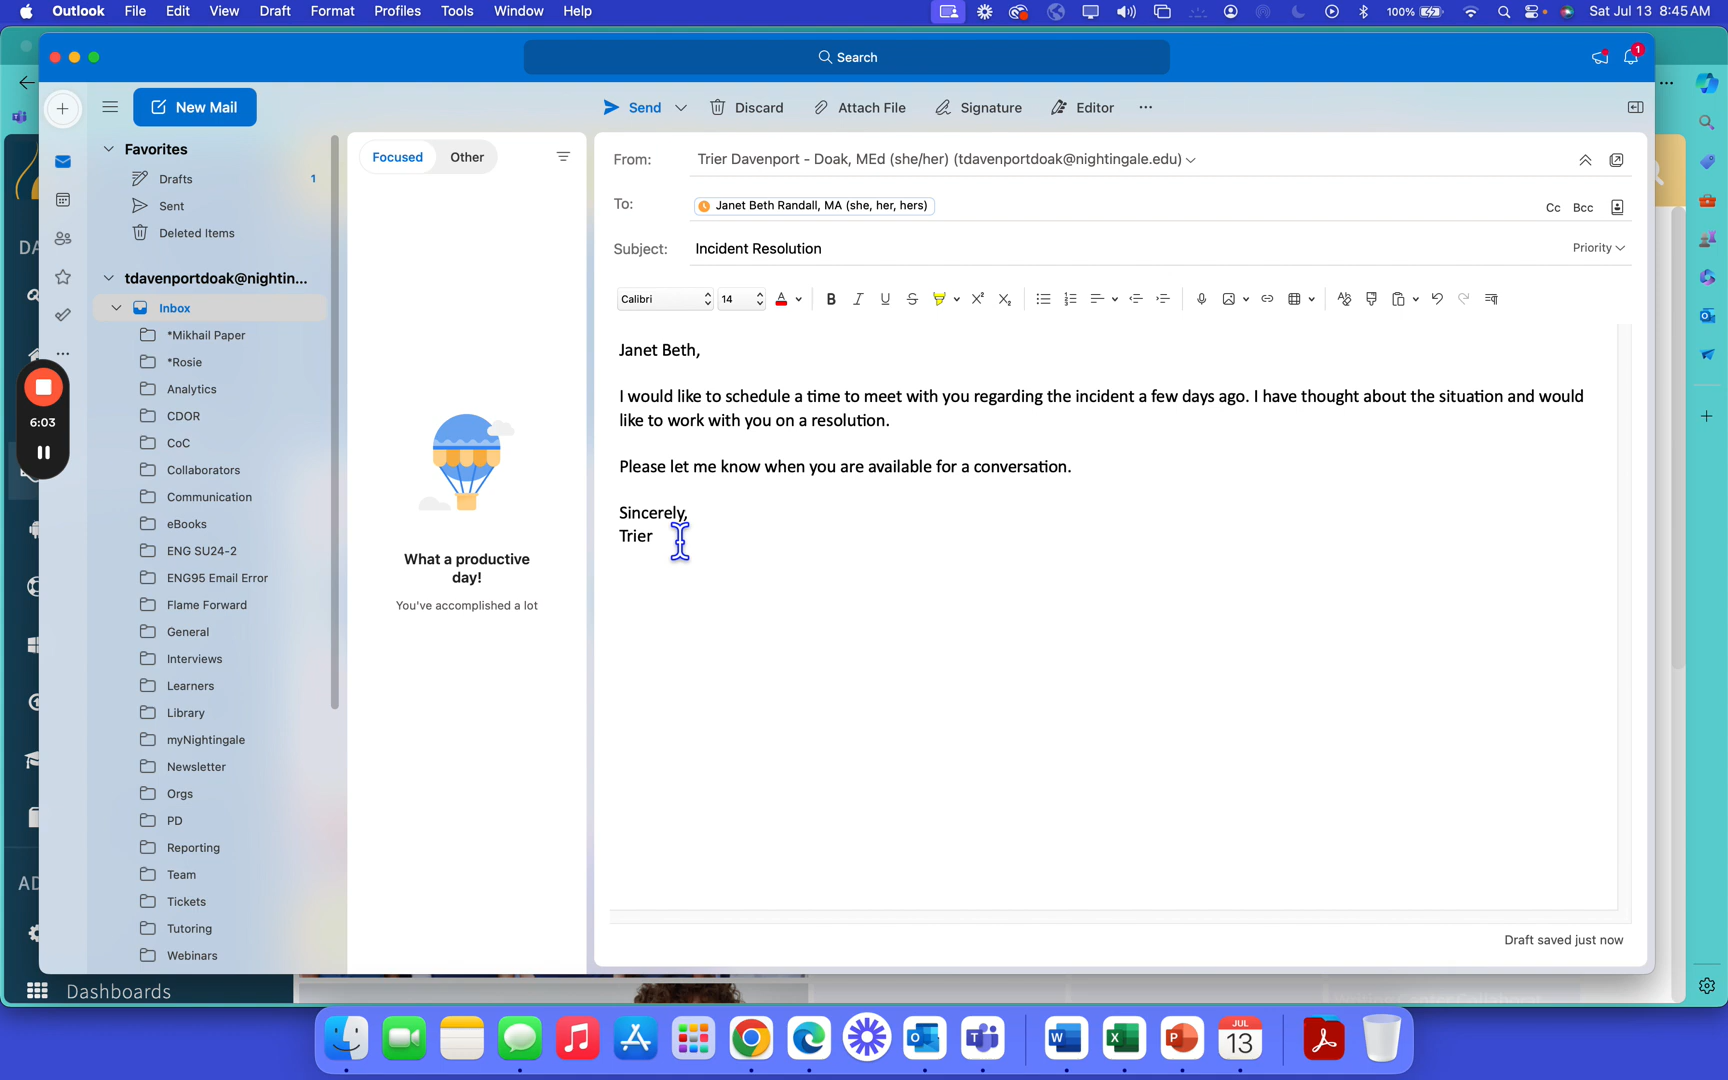 Outlook File Edit View Draft Format Profiles Tools Window Help 100% Sat Jul 13 8:45 AM
Search
1
New Mail
Send Discard Attach File Signature Editor
Favorites
Drafts 1
Sent
Deleted Items
tdavenportdoak@nightin...
Inbox
*Mikhail Paper
*Rosie
Analytics
CDOR
CoC
Collaborators
Communication
eBooks
ENG SU24-2
ENG95 Email Error
Flame Forward
General
Interviews
Learners
Library
myNightingale
Newsletter
Orgs
PD
Reporting
Team
Tickets
Tutoring
Webinars
6:03
DA
AD
Dashboards
Focused Other
What a productive
day!
You've accomplished a lot
From: Trier Davenport - Doak, MEd (she/her) (tdavenportdoak@nightingale.edu)
To: Janet Beth Randall, MA (she, her, hers) Cc Bcc
Subject: Incident Resolution Priority
Calibri 14
Janet Beth,
I would like to schedule a time to meet with you regarding the incident a few days ago. I have thought about the situation and would
like to work with you on a resolution.
Please let me know when you are available for a conversation.
Sincerely,
Trier
Draft saved just now
JUL
13